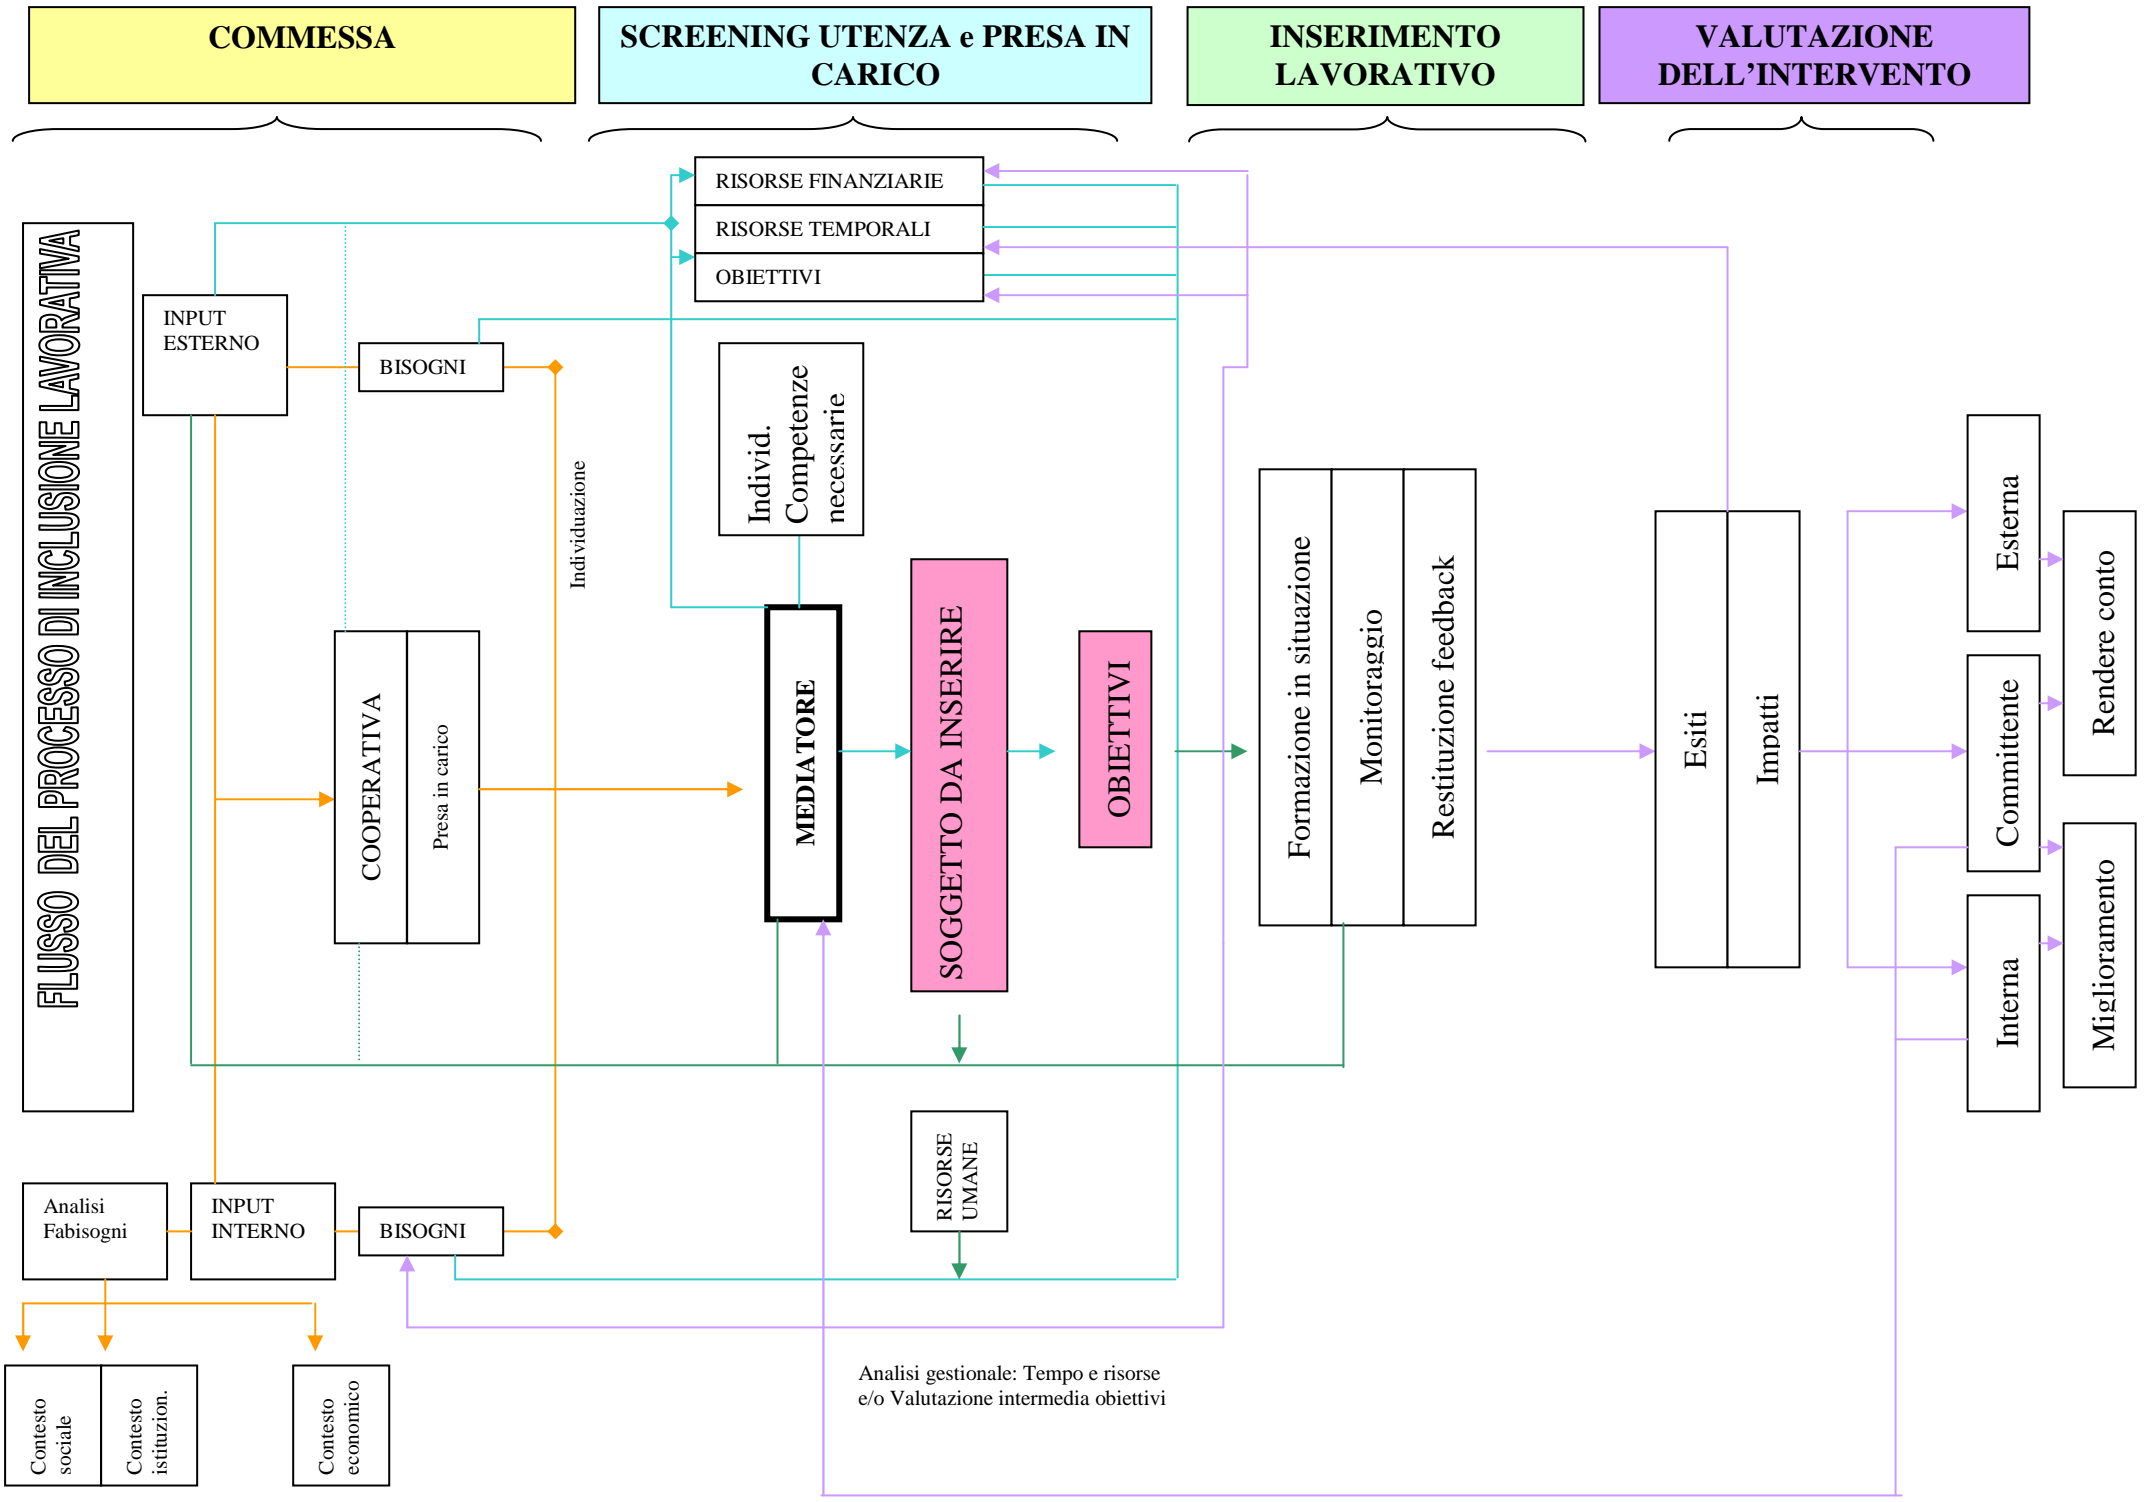 COMMESSA
SCREENING UTENZA e PRESA IN
CARICO
INSERIMENTO
LAVORATIVO
VALUTAZIONE
DELL’INTERVENTO
FLUSSO DEL PROCESSO DI INCLUSIONE LAVORATIVA
RISORSE FINANZIARIE
RISORSE TEMPORALI
OBIETTIVI
INPUT
ESTERNO
BISOGNI
Individuazione
Individ.
Competenze
necessarie
COOPERATIVA
Presa in carico
MEDIATORE
SOGGETTO DA INSERIRE
OBIETTIVI
Formazione in situazione
Monitoraggio
Restituzione feedback
Esiti
Impatti
Esterna
Committente
Interna
Rendere conto
Miglioramento
RISORSE
UMANE
Analisi
Fabisogni
INPUT
INTERNO
BISOGNI
Contesto
sociale
Contesto
istituzion.
Contesto
economico
Analisi gestionale: Tempo e risorse
e/o Valutazione intermedia obiettivi